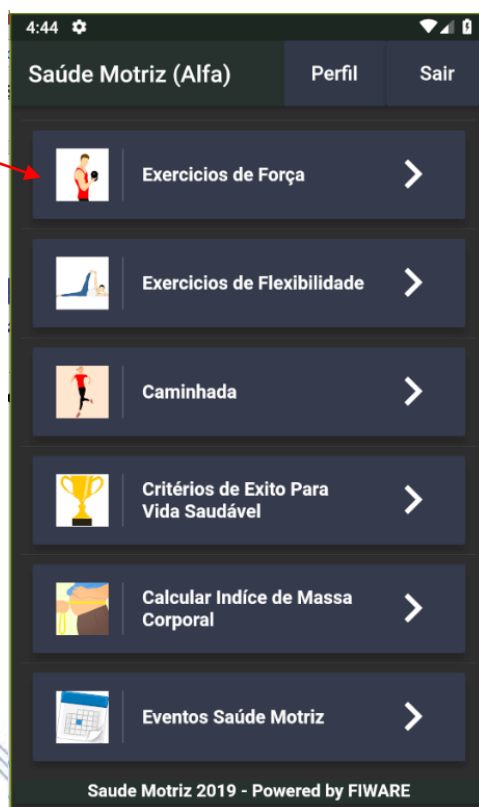 4:44
Saúde Motriz (Alfa) Perfil Sair
Exercicios de Força
Exercicios de Flexibilidade
Caminhada
Critérios de Exito Para
Vida Saudável
Calcular Indíce de Massa
Corporal
Eventos Saúde Motriz
Saude Motriz 2019 - Powered by FIWARE